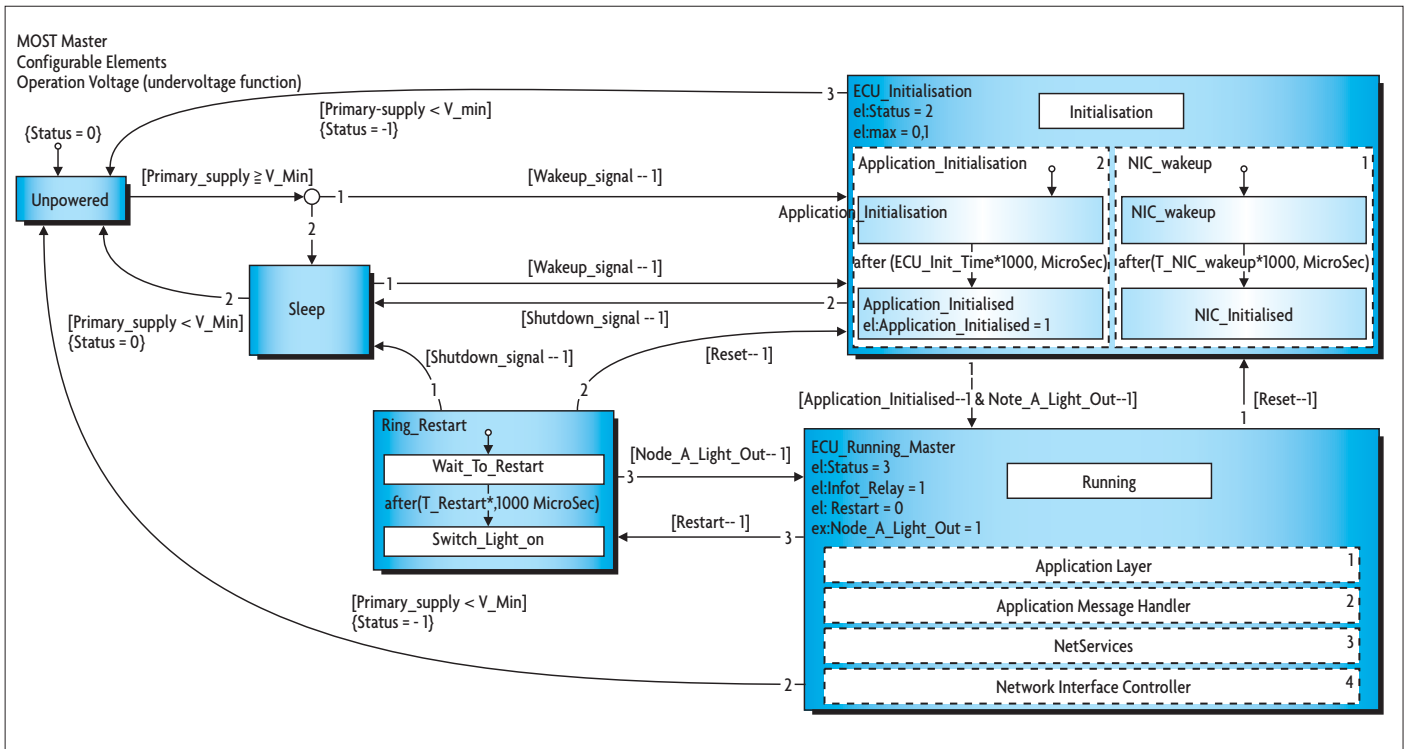 MOST Master
Configurable Elements
Operation Voltage (undervoltage function)
{Status = 0}
Unpowered
[Primary-supply < V_min]
{Status = -1}
3
[Primary_supply ≧ V_Min]
1
[Wakeup_signal -- 1]
2
Sleep
2
[Primary_supply < V_Min]
{Status = 0}
1
[Wakeup_signal -- 1]
2
[Shutdown_signal -- 1]
[Shutdown_signal -- 1]
1
[Reset-- 1]
2
ECU_Initialisation
el:Status = 2
el:max = 0,1
Initialisation
Application_Initialisation
2
Application_Initialisation
after (ECU_Init_Time*1000, MicroSec)
Application_Initialised
el:Application_Initialised = 1
NIC_wakeup
1
NIC_wakeup
after(T_NIC_wakeup*1000, MicroSec)
NIC_Initialised
1
[Application_Initialised--1 & Note_A_Light_Out--1]
[Reset--1]
1
Ring_Restart
Wait_To_Restart
after(T_Restart*,1000 MicroSec)
Switch_Light_on
[Node_A_Light_Out-- 1]
3
[Restart-- 1]
3
ECU_Running_Master
el:Status = 3
el:Infot_Relay = 1
el: Restart = 0
ex:Node_A_Light_Out = 1
Running
Application Layer
1
Application Message Handler
2
NetServices
3
Network Interface Controller
4
[Primary_supply < V_Min]
{Status = - 1}
2